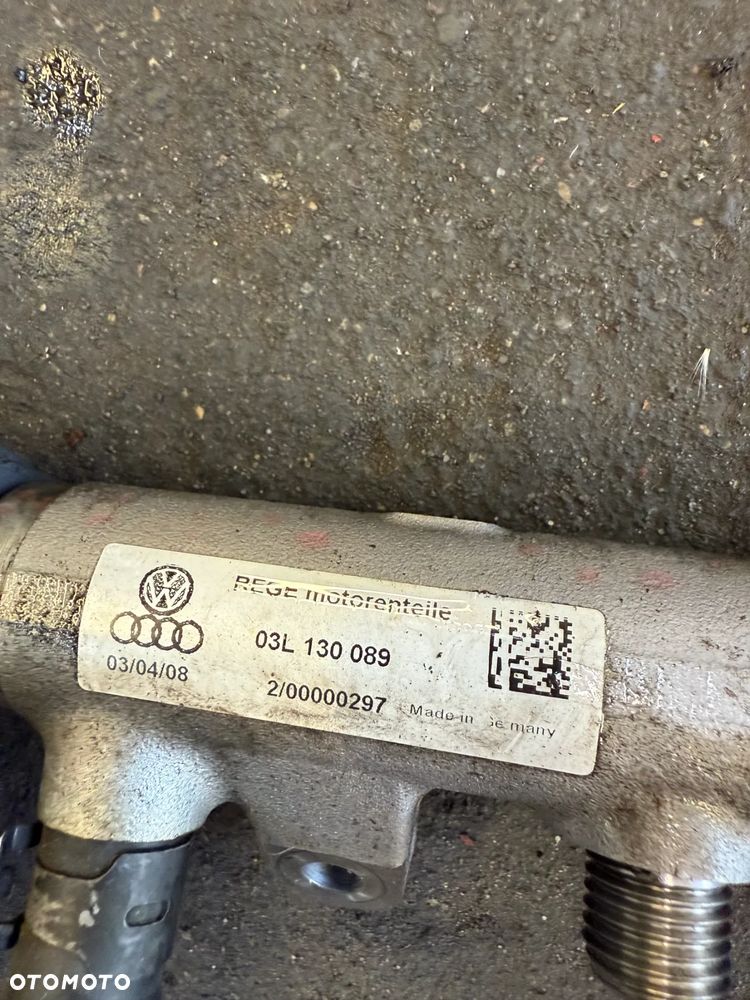 REGE motorenteile
03L 130 089
03/04/08
2/00000297 Made in Germany
OTOMOTO